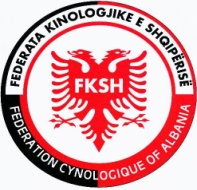 FEDERATA KINOLOGJIKE E SHQIPËRISË
FKSH
FEDERATION CYNOLOGIQUE OF ALBANIA